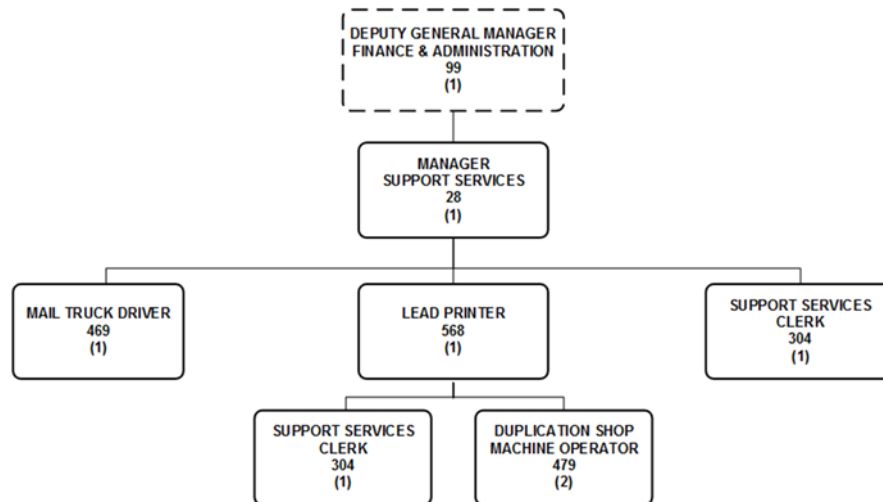 DEPUTY GENERAL MANAGER
FINANCE & ADMINISTRATION
99
(1)
MANAGER
SUPPORT SERVICES
28
(1)
MAIL TRUCK DRIVER
469
(1)
LEAD PRINTER
568
(1)
SUPPORT SERVICES
CLERK
304
(1)
SUPPORT SERVICES
CLERK
304
(1)
DUPLICATION SHOP
MACHINE OPERATOR
479
(2)